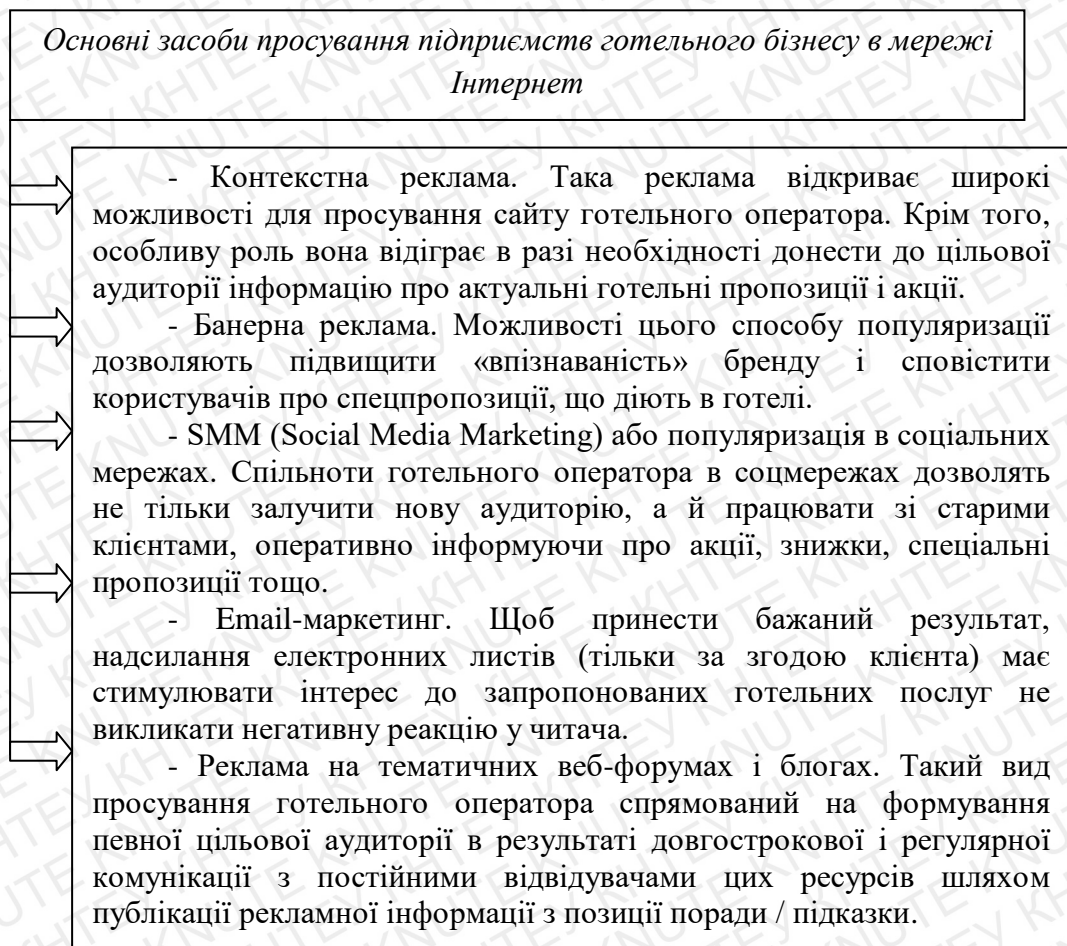 Основні засоби просування підприємств готельного бізнесу в мережі
Інтернет
- Контекстна реклама. Така реклама відкриває широкі
можливості для просування сайту готельного оператора. Крім того,
особливу роль вона відіграє в разі необхідності донести до цільової
аудиторії інформацію про актуальні готельні пропозиції і акції.
- Банерна реклама. Можливості цього способу популяризації
дозволяють підвищити «впізнаваність» бренду і сповістити
користувачів про спецпропозиції, що діють в готелі.
- SMM (Social Media Marketing) або популяризація в соціальних
мережах. Спільноти готельного оператора в соцмережах дозволять
не тільки залучити нову аудиторію, а й працювати зі старими
клієнтами, оперативно інформуючи про акції, знижки, спеціальні
пропозиції тощо.
- Email-маркетинг. Щоб принести бажаний результат,
надсилання електронних листів (тільки за згодою клієнта) має
стимулювати інтерес до запропонованих готельних послуг не
викликати негативну реакцію у читача.
- Реклама на тематичних веб-форумах і блогах. Такий вид
просування готельного оператора спрямований на формування
певної цільової аудиторії в результаті довгострокової і регулярної
комунікації з постійними відвідувачами цих ресурсів шляхом
публікації рекламної інформації з позиції поради / підказки.